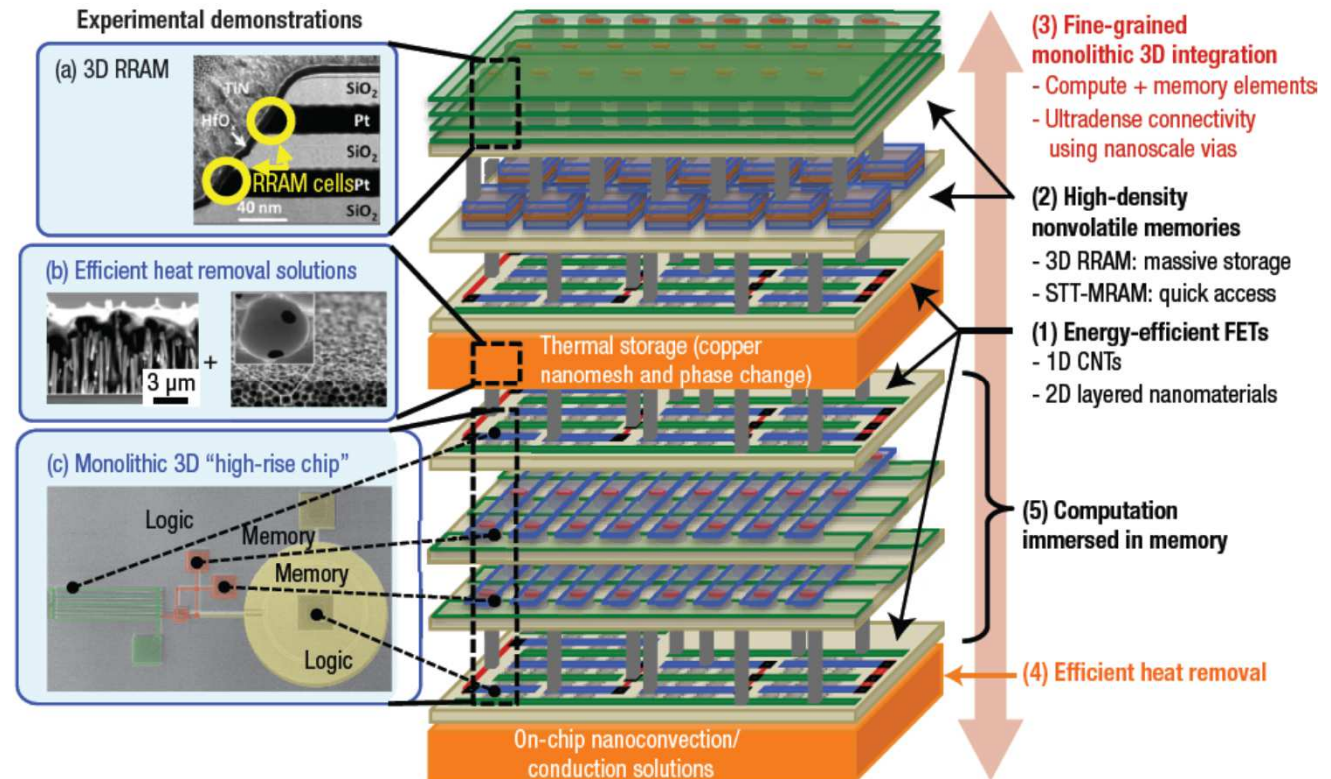 Experimental demonstrations
(a) 3D RRAM
TiN
HfOₓ
SiO₂
Pt
SiO₂
RRAM cells
Pt
40 nm
SiO₂
(b) Efficient heat removal solutions
3 μm
+
(c) Monolithic 3D “high-rise chip”
Logic
Memory
Memory
Logic
Thermal storage (copper
nanomesh and phase change)
On-chip nanoconvection/
conduction solutions
(3) Fine-grained
monolithic 3D integration
- Compute + memory elements
- Ultradense connectivity
using nanoscale vias
(2) High-density
nonvolatile memories
- 3D RRAM: massive storage
- STT-MRAM: quick access
(1) Energy-efficient FETs
- 1D CNTs
- 2D layered nanomaterials
(5) Computation
immersed in memory
(4) Efficient heat removal